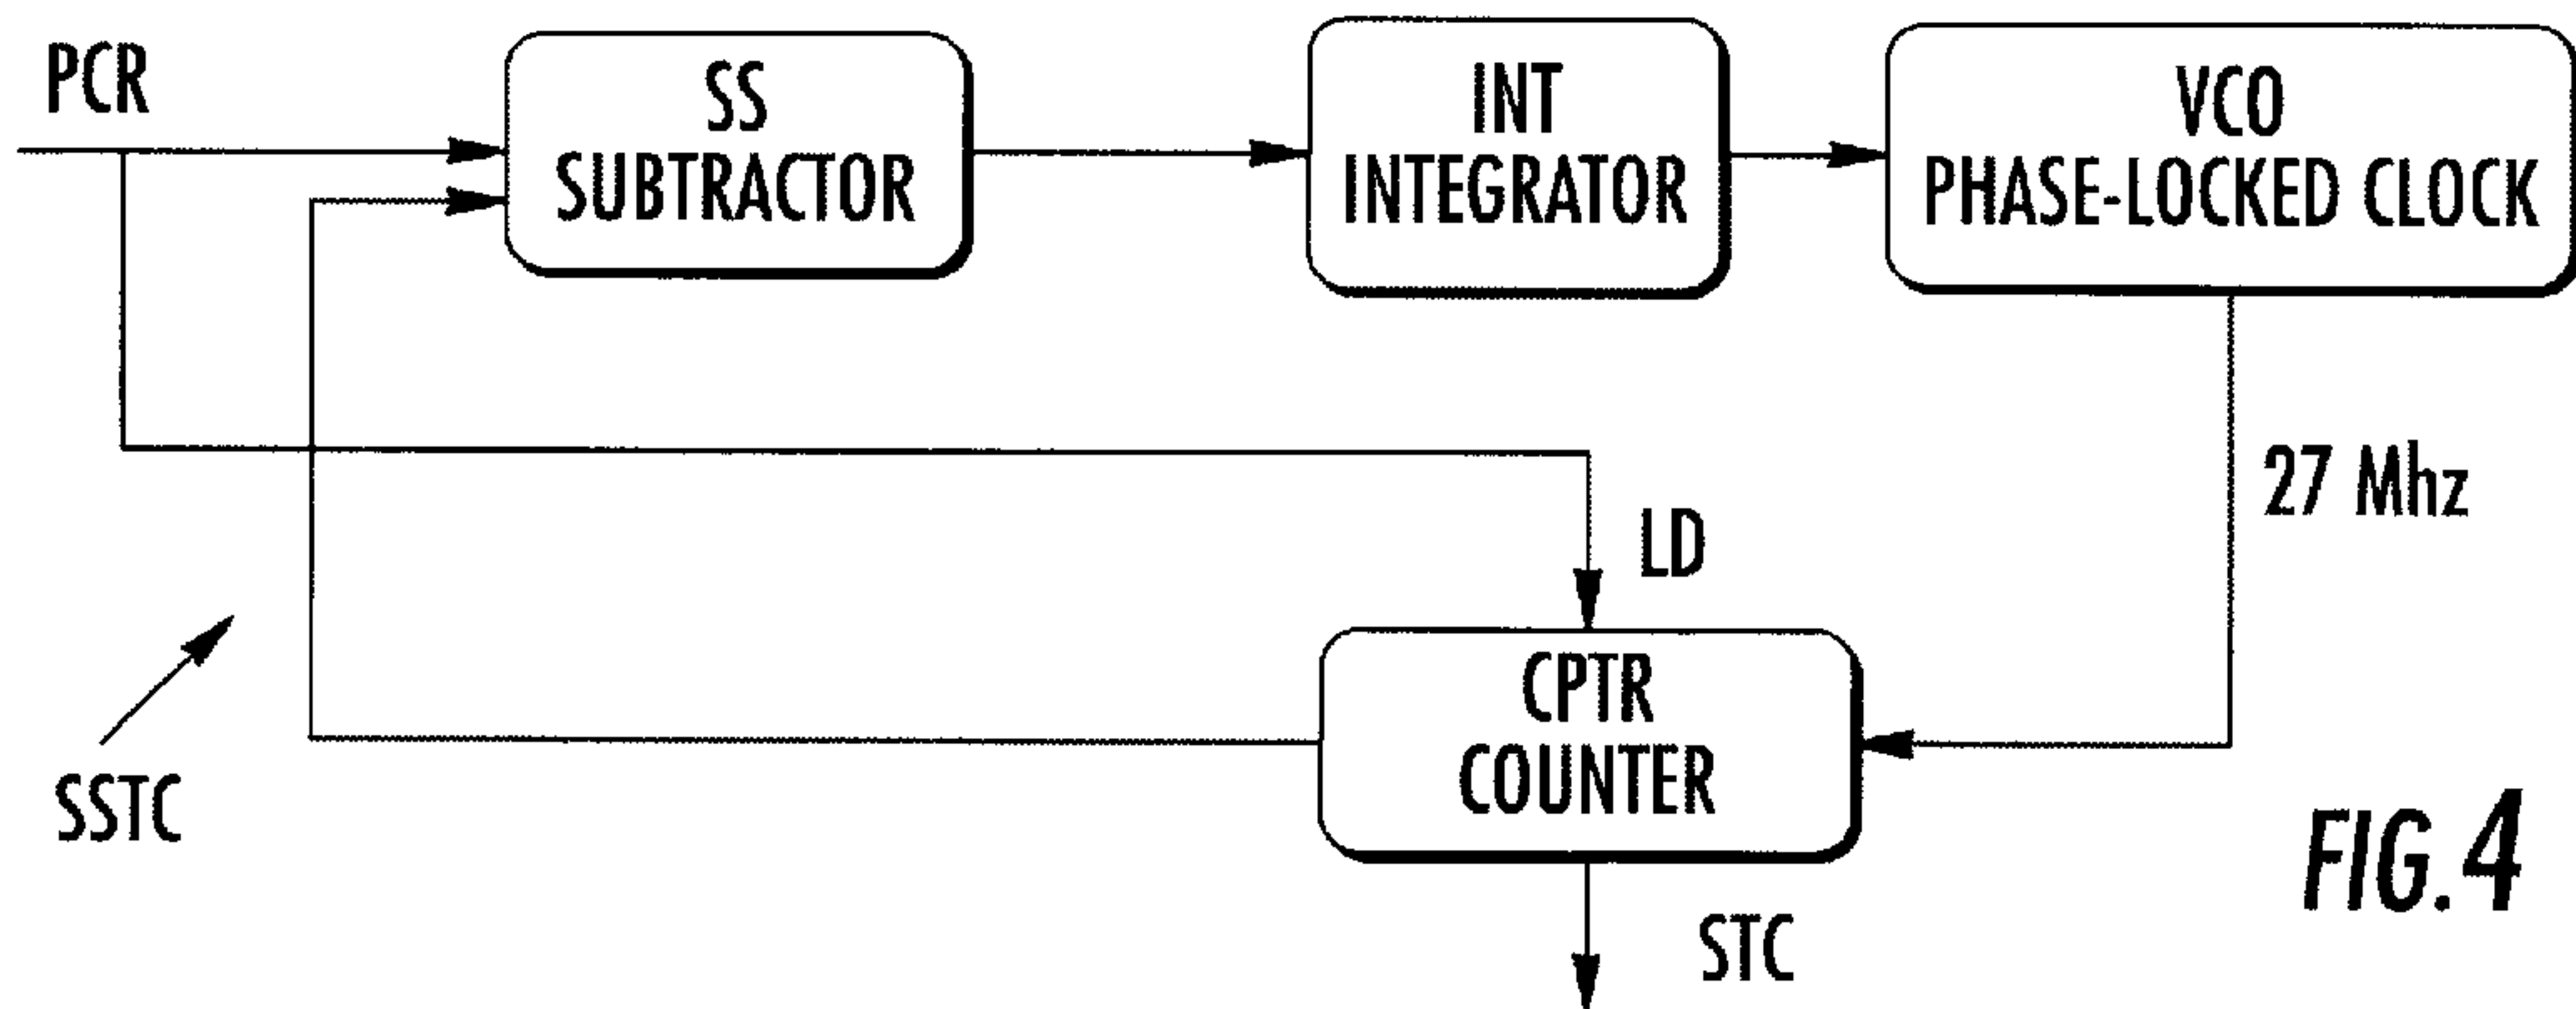 PCR
SS
SUBTRACTOR
INT
INTEGRATOR
VCO
PHASE-LOCKED CLOCK
27 Mhz
LD
CPTR
COUNTER
SSTC
STC
FIG.4